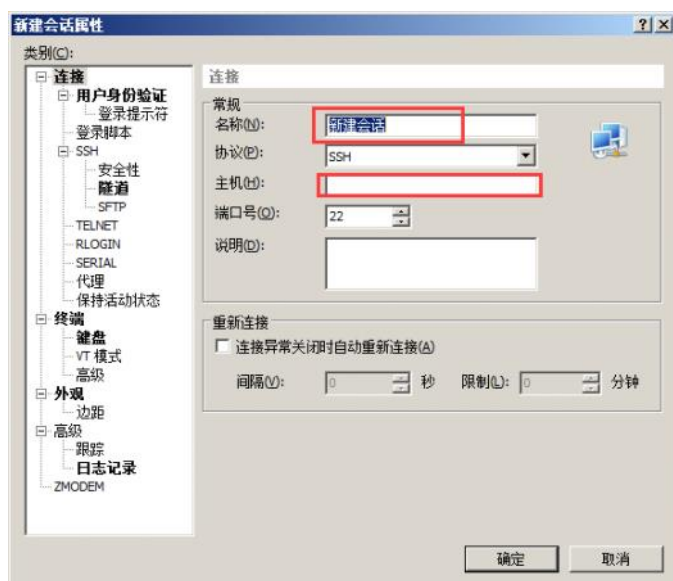 新建会话属性
类别(C):
连接
用户身份验证
登录提示符
登录脚本
SSH
安全性
隧道
SFTP
TELNET
RLOGIN
SERIAL
代理
保持活动状态
终端
键盘
VT 模式
高级
外观
边距
高级
跟踪
日志记录
ZMODEM
连接
常规
名称(N): 新建会话
协议(P): SSH
主机(H):
端口号(O): 22
说明(D):
重新连接
连接异常关闭时自动重新连接(A)
间隔(V): 0 秒 限制(L): 0 分钟
确定 取消